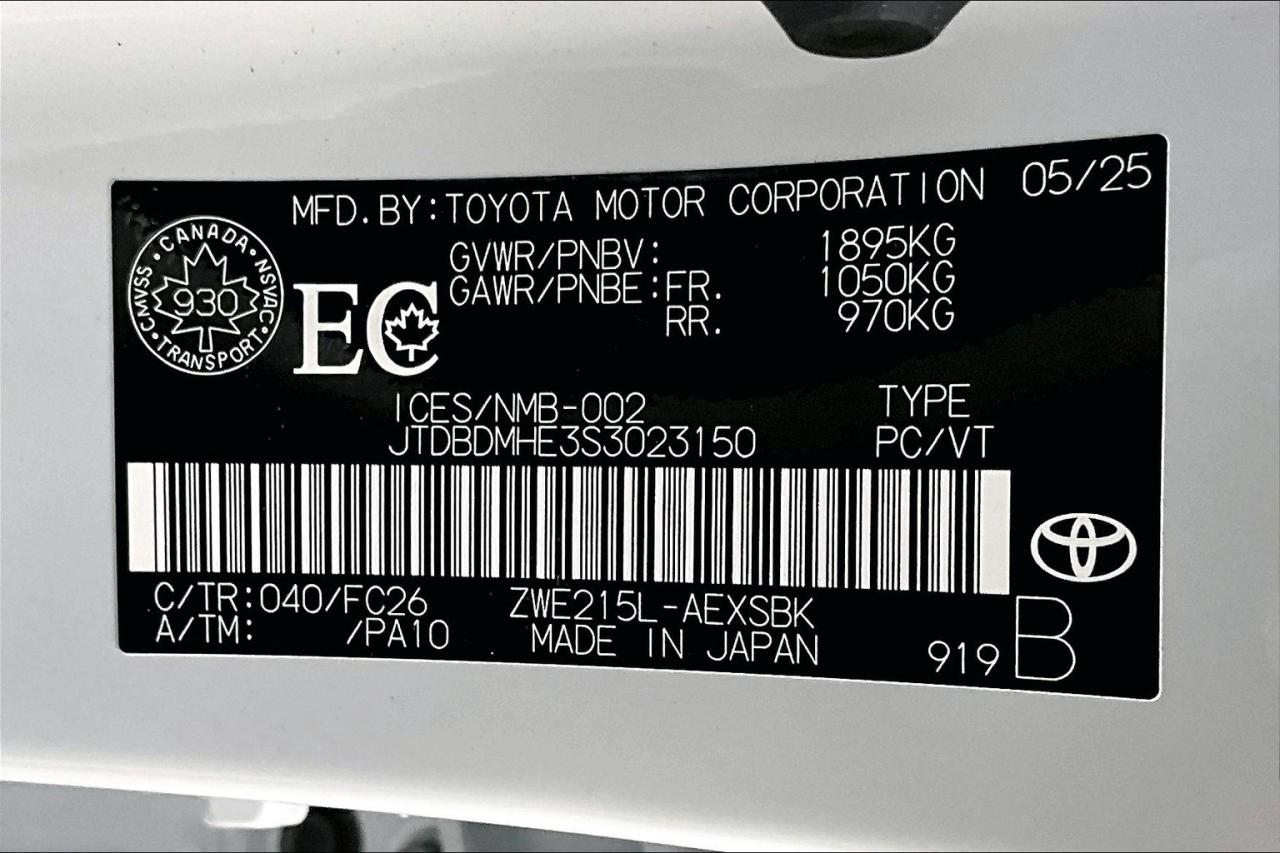 MFD.BY:TOYOTA MOTOR CORPORATION 05/25
GVWR/PNBV: 1895KG
GAWR/PNBE:FR. 1050KG
RR. 970KG
CMVSS·CANADA·NSVAC·TRANSPORT·
930
EC
ICES/NMB-002
TYPE
JTDBDMHE3S3023150
PC/VT
C/TR:040/FC26 ZWE215L-AEXSBK
A/TM: /PA10 MADE IN JAPAN
919 B